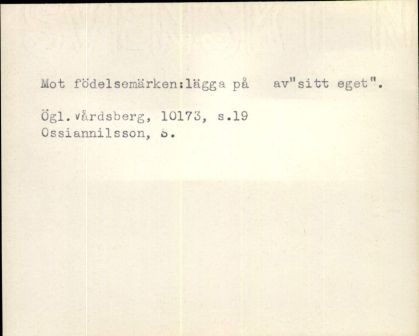 Mot födelsemärken:lägga på av"sitt eget".
Ögl.vårdsberg, 10173, s.19
Ossiannilsson, S.